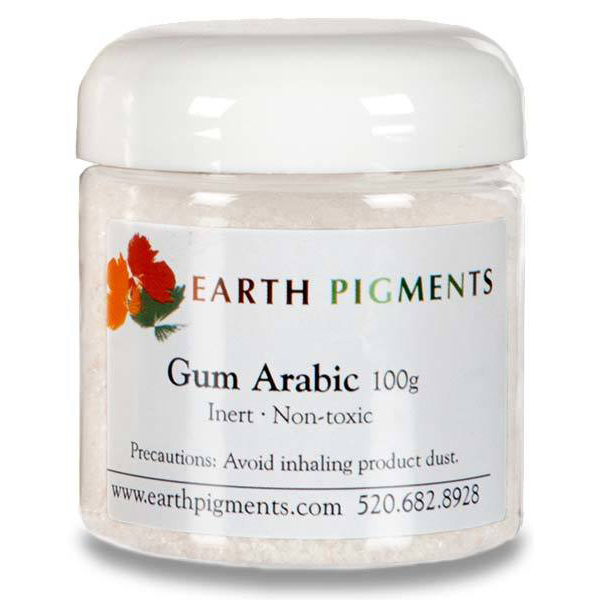 EARTH PIGMENTS
Gum Arabic 100g
Inert · Non-toxic
Precautions: Avoid inhaling product dust.
www.earthpigments.com 520.682.8928